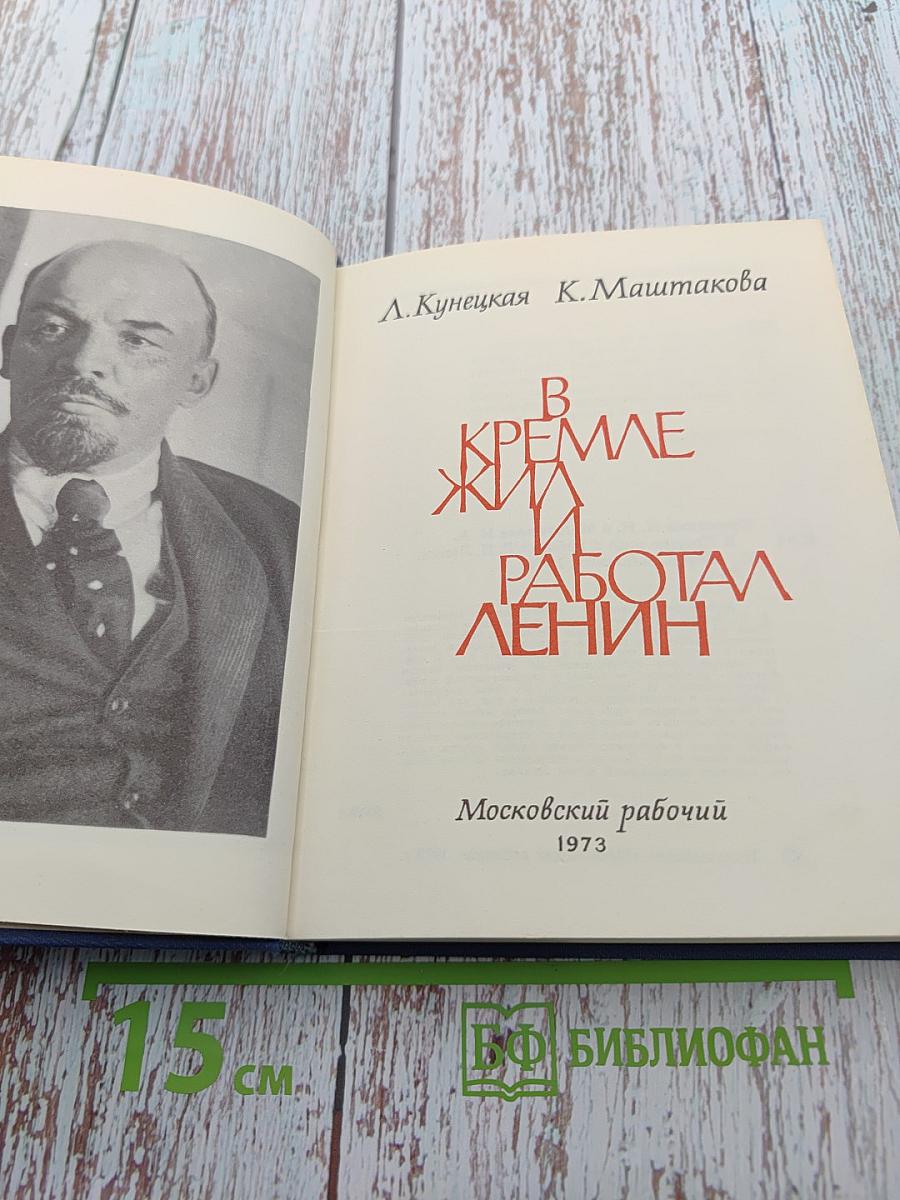 Л. Кунецкая К. Маштакова
В
КРЕМЛЕ
ЖИЛ
И
РАБОТАЛ
ЛЕНИН
Московский рабочий
1973
15 см
БФ БИБЛИОФАН